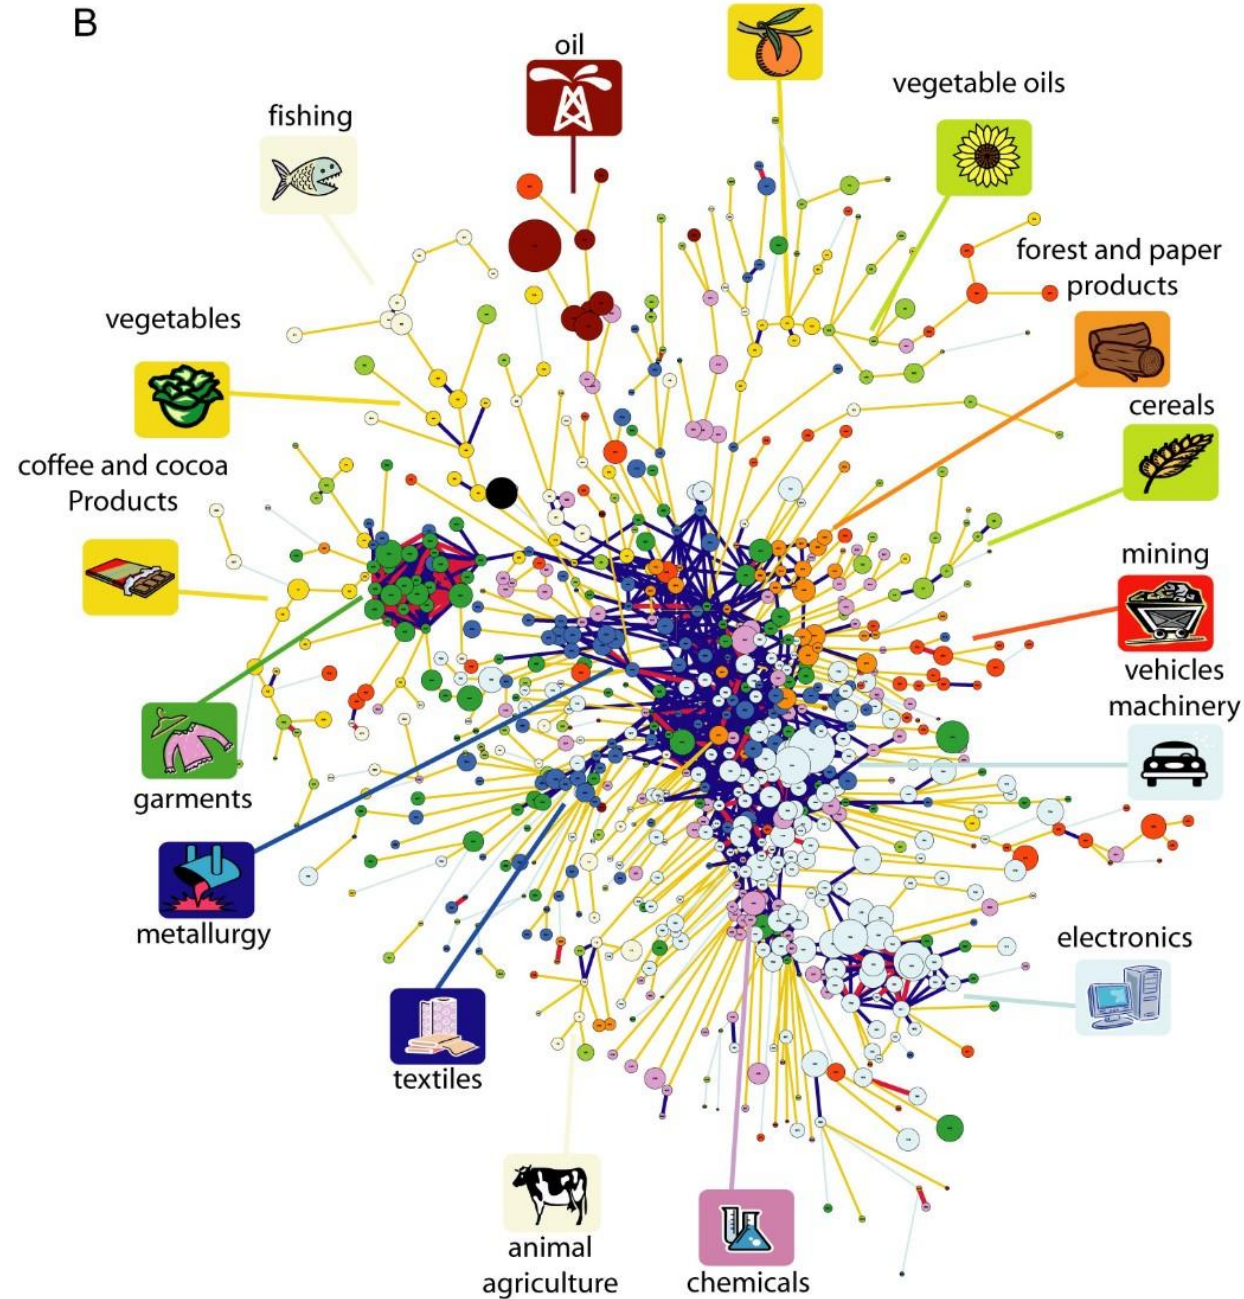 B
oil
vegetable oils
fishing
forest and paper
products
vegetables
cereals
coffee and cocoa
Products
mining
vehicles
machinery
garments
metallurgy
electronics
textiles
animal
agriculture
chemicals